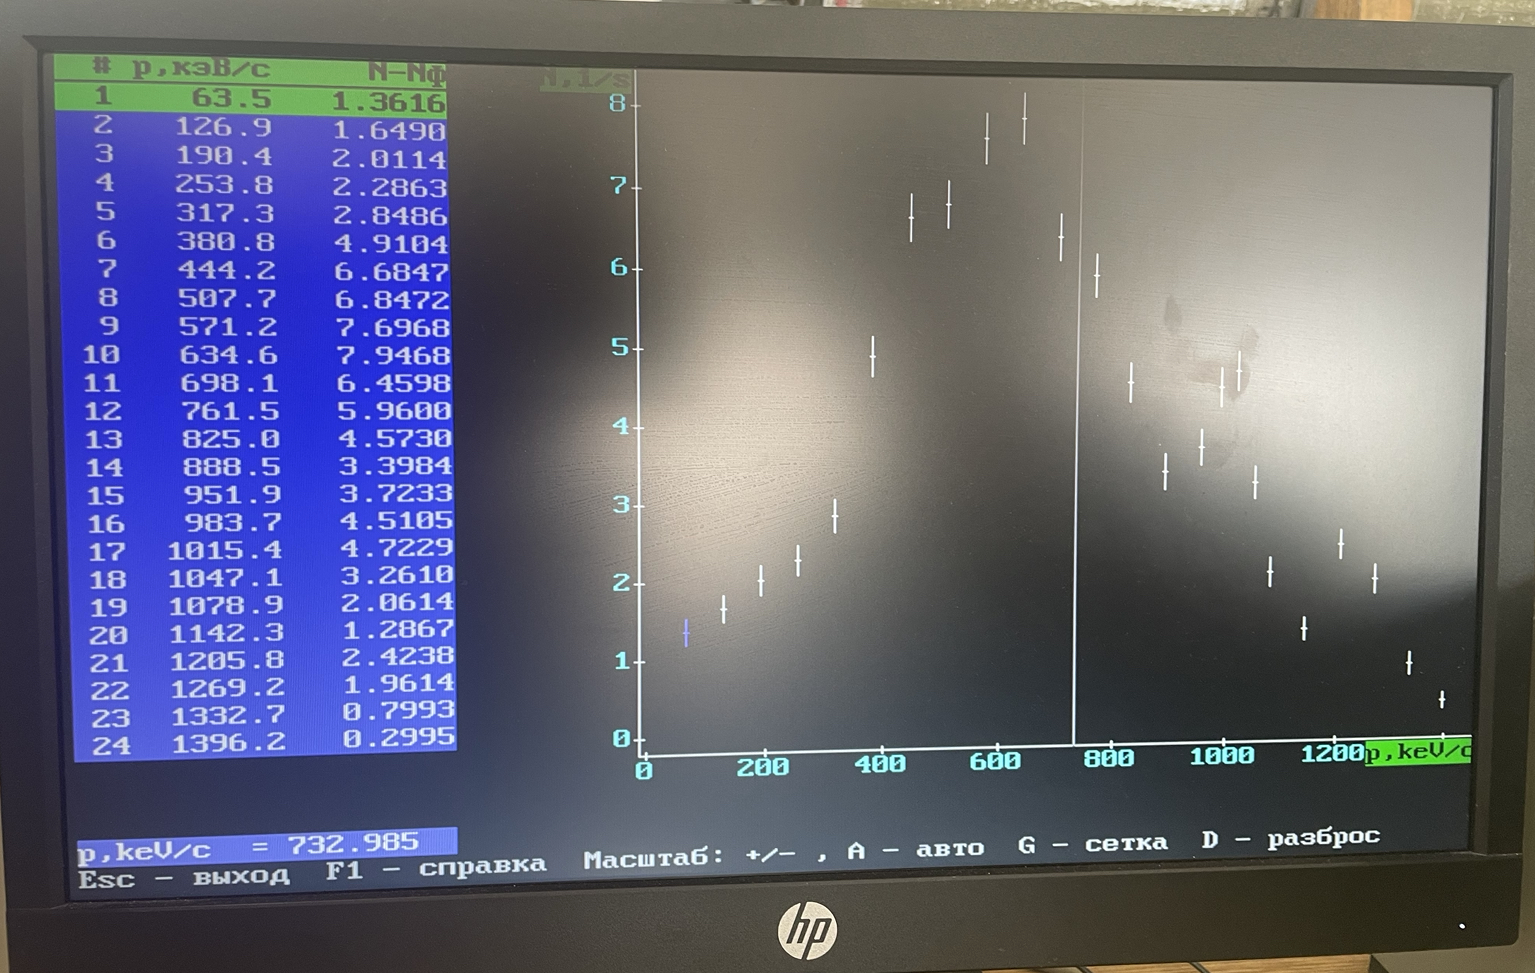 # p,кэВ/с N-Nф
1 63.5 1.3616
2 126.9 1.6490
3 190.4 2.0114
4 253.8 2.2863
5 317.3 2.8486
6 380.8 4.9104
7 444.2 6.6847
8 507.7 6.8472
9 571.2 7.6968
10 634.6 7.9468
11 698.1 6.4598
12 761.5 5.9600
13 825.0 4.5730
14 888.5 3.3984
15 951.9 3.7233
16 983.7 4.5105
17 1015.4 4.7229
18 1047.1 3.2610
19 1078.9 2.0614
20 1142.3 1.2867
21 1205.8 2.4238
22 1269.2 1.9614
23 1332.7 0.7993
24 1396.2 0.2995
N,1/s
8
7
6
5
4
3
2
1
0
0 200 400 600 800 1000 1200 p,keV/c
p,keV/c = 732.985
Масштаб: +/- , A - авто G - сетка D - разброс
Esc - выход F1 - справка
hp